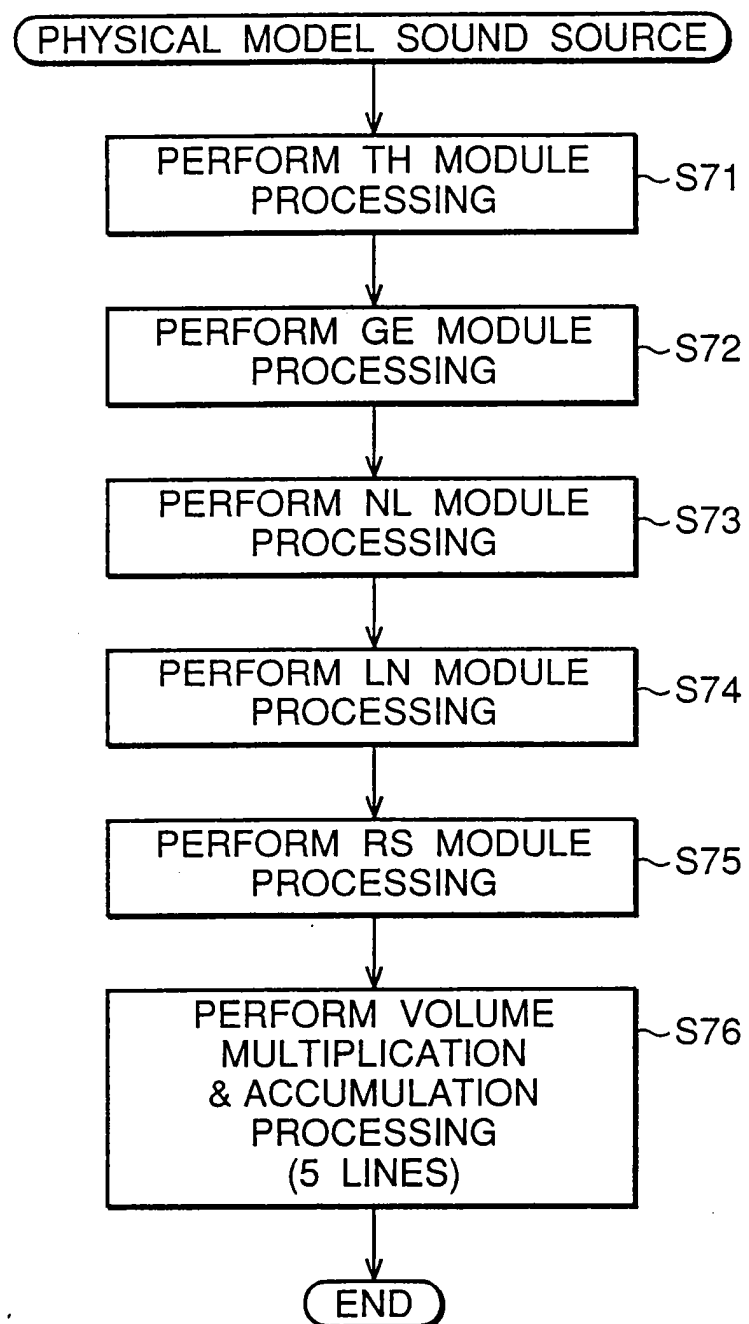 PHYSICAL MODEL SOUND SOURCE
PERFORM TH MODULE
PROCESSING
S71
PERFORM GE MODULE
PROCESSING
S72
PERFORM NL MODULE
PROCESSING
S73
PERFORM LN MODULE
PROCESSING
S74
PERFORM RS MODULE
PROCESSING
S75
PERFORM VOLUME
MULTIPLICATION
& ACCUMULATION
PROCESSING
(5 LINES)
S76
END